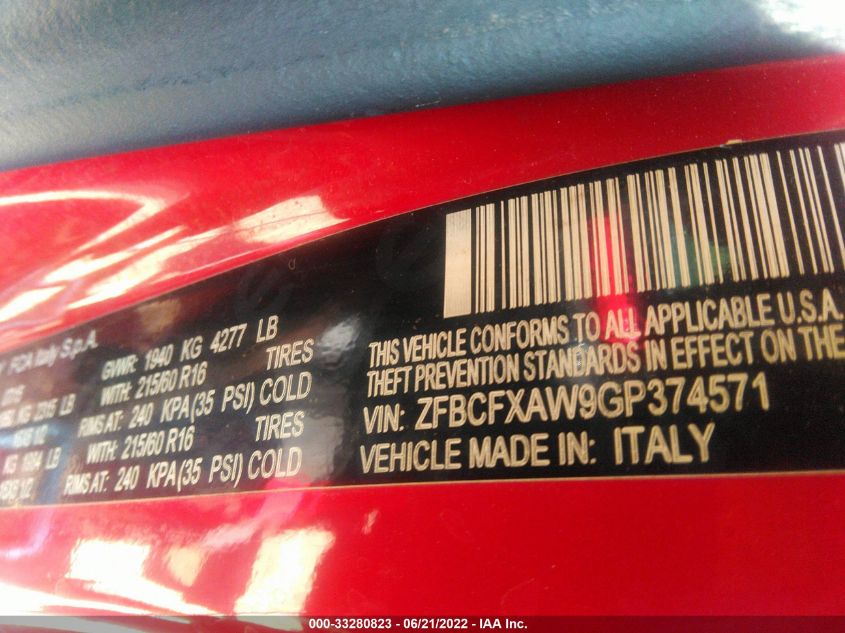 FCA Italy S.p.A.
GVWR: 1940 KG 4277 LB
WITH: 215/60 R16 TIRES
RIMS AT: 240 KPA(35 PSI) COLD
WITH: 215/60 R16 TIRES
RIMS AT: 240 KPA(35 PSI) COLD
THIS VEHICLE CONFORMS TO ALL APPLICABLE U.S.A
THEFT PREVENTION STANDARDS IN EFFECT ON THE
VIN: ZFBCFXAW9GP374571
VEHICLE MADE IN: ITALY
000-33280823 - 06/21/2022 - IAA Inc.